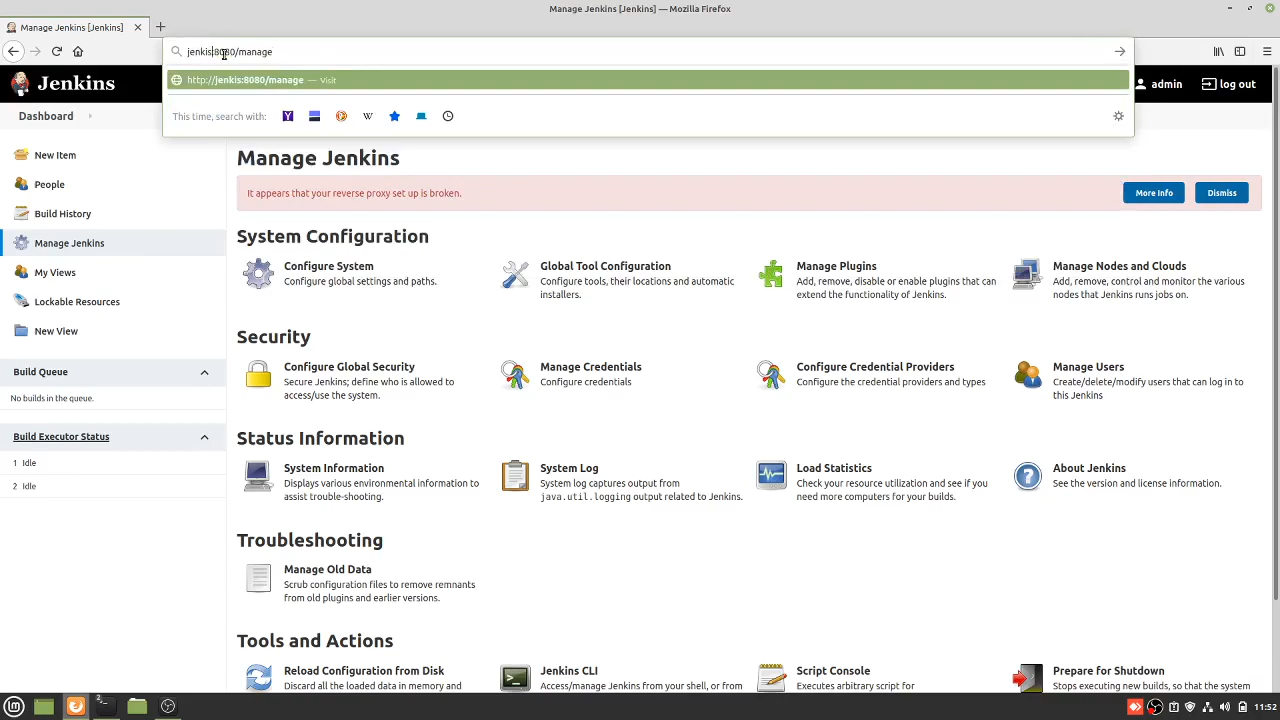 Manage Jenkins [Jenkins] — Mozilla Firefox
Manage Jenkins [Jenkins]
jenkis:8080/manage
http://jenkis:8080/manage — Visit
This time, search with:
Jenkins
admin
log out
Dashboard
New Item
People
Build History
Manage Jenkins
My Views
Lockable Resources
New View
Build Queue
No builds in the queue.
Build Executor Status
1 Idle
2 Idle
Manage Jenkins
It appears that your reverse proxy set up is broken.
More Info
Dismiss
System Configuration
Configure System
Configure global settings and paths.
Global Tool Configuration
Configure tools, their locations and automatic
installers.
Manage Plugins
Add, remove, disable or enable plugins that can
extend the functionality of Jenkins.
Manage Nodes and Clouds
Add, remove, control and monitor the various
nodes that Jenkins runs jobs on.
Security
Configure Global Security
Secure Jenkins; define who is allowed to
access/use the system.
Manage Credentials
Configure credentials
Configure Credential Providers
Configure the credential providers and types
Manage Users
Create/delete/modify users that can log in to
this Jenkins
Status Information
System Information
Displays various environmental information to
assist trouble-shooting.
System Log
System log captures output from
java.util.logging output related to Jenkins.
Load Statistics
Check your resource utilization and see if you
need more computers for your builds.
About Jenkins
See the version and license information.
Troubleshooting
Manage Old Data
Scrub configuration files to remove remnants
from old plugins and earlier versions.
Tools and Actions
Reload Configuration from Disk
Discard all the loaded data in memory and
Jenkins CLI
Access/manage Jenkins from your shell, or from
Script Console
Executes arbitrary script for
Prepare for Shutdown
Stops executing new builds, so that the system
11:52